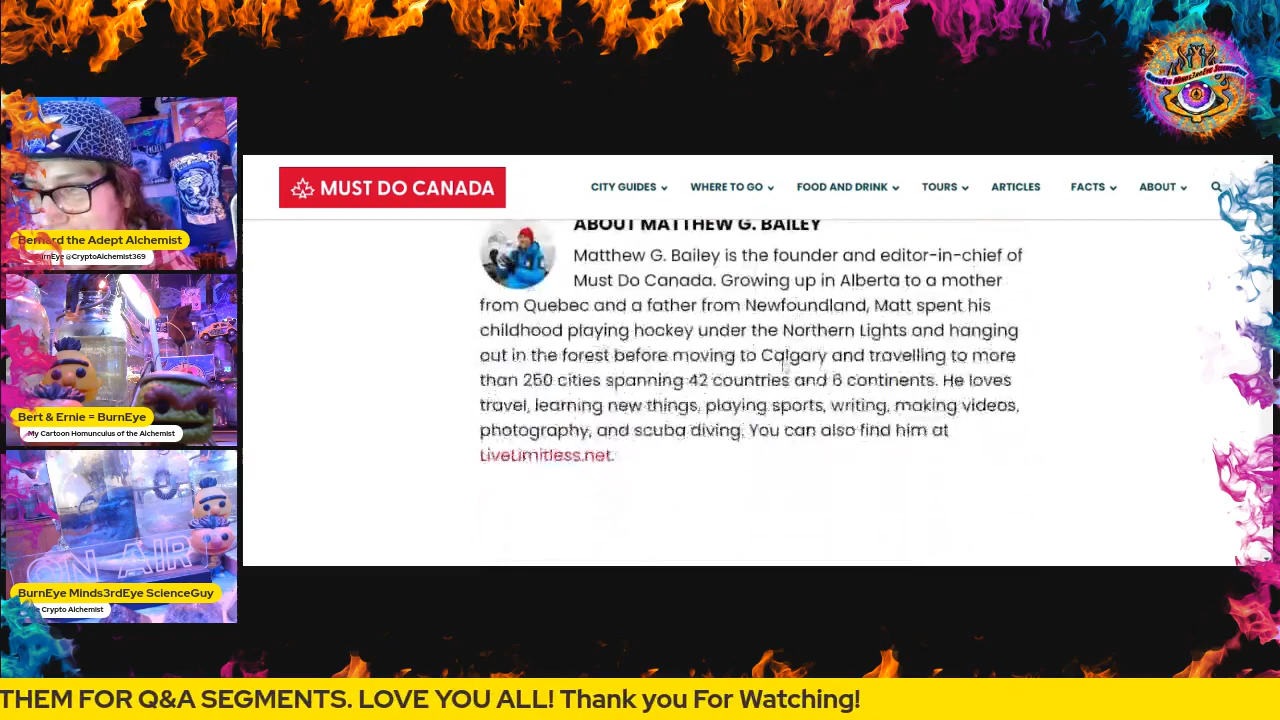 BurnEye Minds3rdEye ScienceGuy
MUST DO CANADA
CITY GUIDES
WHERE TO GO
FOOD AND DRINK
TOURS
ARTICLES
FACTS
ABOUT
Bernard the Adept Alchemist
@CryptoAlchemist369
Bert & Ernie = BurnEye
My Cartoon Homunculus of the Alchemist
ON AIR
BurnEye Minds3rdEye ScienceGuy
Crypto Alchemist
ABOUT MATTHEW G. BAILEY
Matthew G. Bailey is the founder and editor-in-chief of
Must Do Canada. Growing up in Alberta to a mother
from Quebec and a father from Newfoundland, Matt spent his
childhood playing hockey under the Northern Lights and hanging
out in the forest before moving to Calgary and travelling to more
than 250 cities spanning 42 countries and 6 continents. He loves
travel, learning new things, playing sports, writing, making videos,
photography, and scuba diving. You can also find him at
LiveLimitless.net.
THEM FOR Q&A SEGMENTS. LOVE YOU ALL! Thank you For Watching!